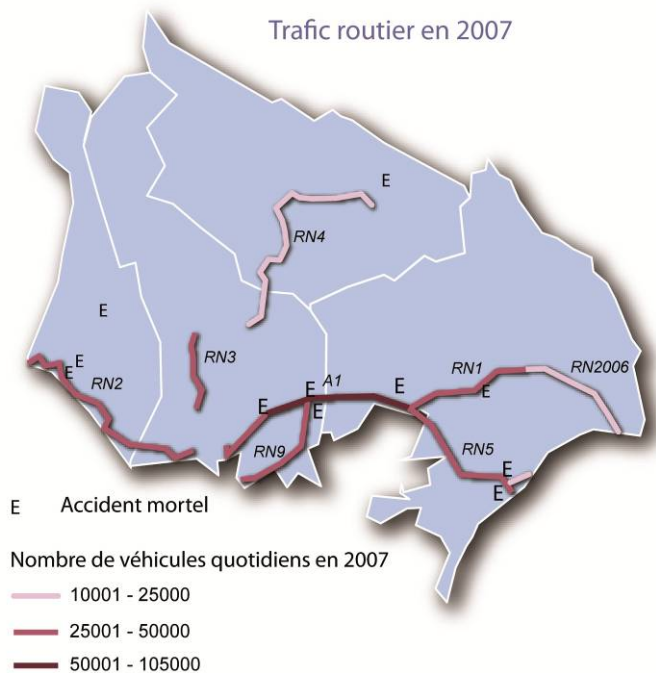 Trafic routier en 2007
E
RN4
E
RN3
A1
RN1
RN2006
E
E
RN2
E
E
E
E
E
RN9
RN5
E
E
E Accident mortel
Nombre de véhicules quotidiens en 2007
10001 - 25000
25001 - 50000
50001 - 105000